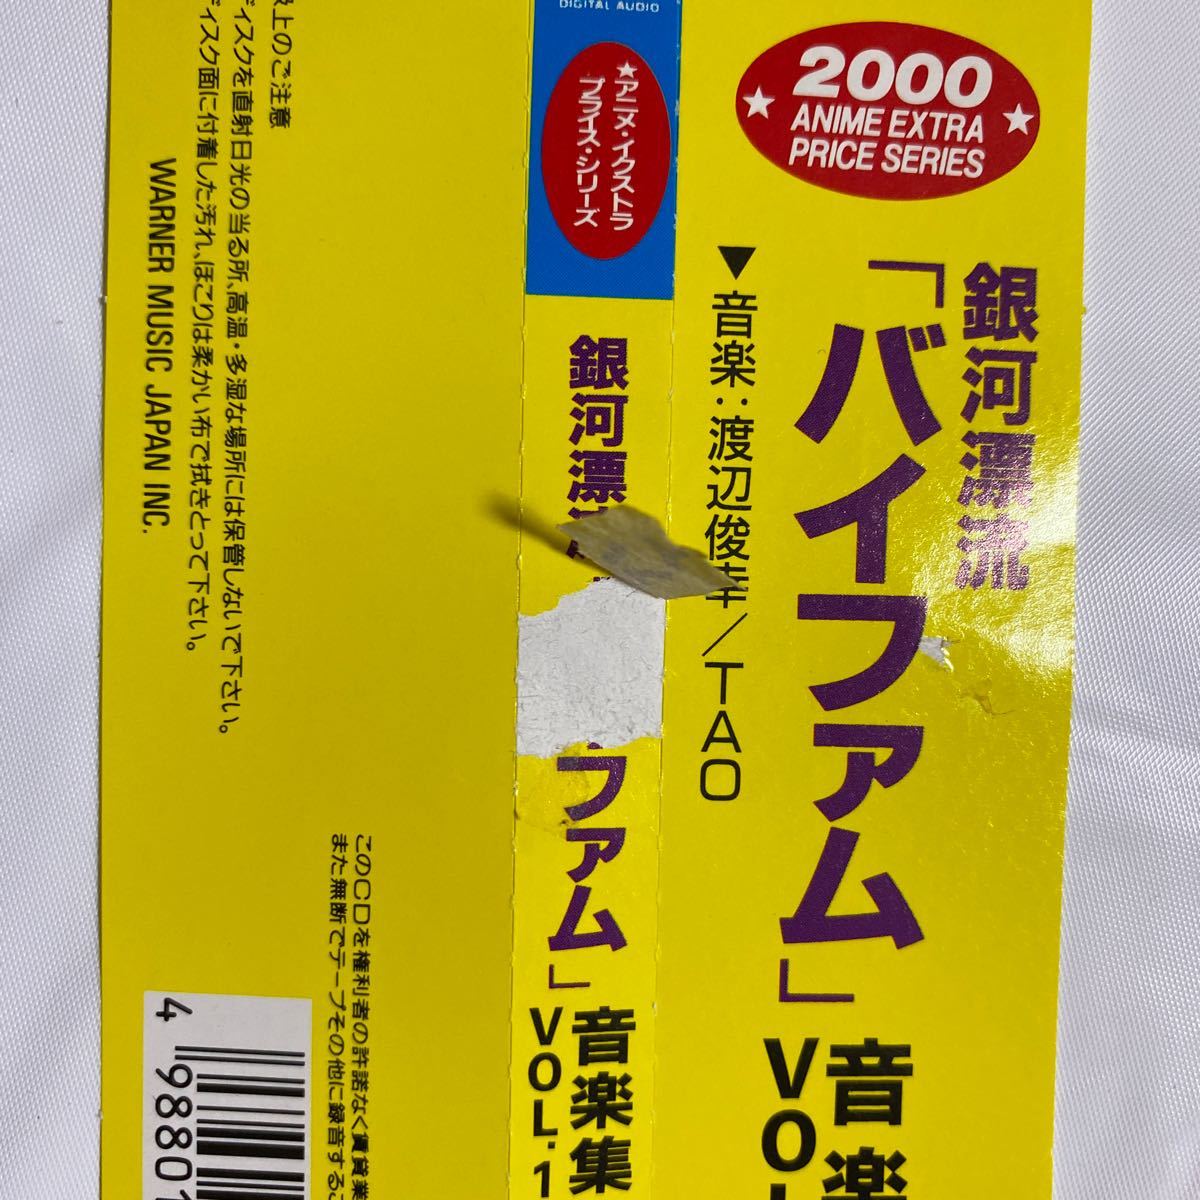 2000
ANIME EXTRA
PRICE SERIES
銀河漂流
「バイファム」音楽
VOL
▼音楽:渡辺俊幸/TAO
DIGITAL AUDIO
★アニメ・イクストラ
プライス・シリーズ
銀河漂
ファム」音楽集
VOL.1
上のご注意
ィスクを直射日光の当る所、高温・多湿な場所には保管しないで下さい。
ィスク面に付着した汚れ、ほこりは柔かい布で拭きとって下さい。
WARNER MUSIC JAPAN INC.
このCDを権利者の許諾なく賃貸業
また無断でテープその他に録音するこ
4 9880